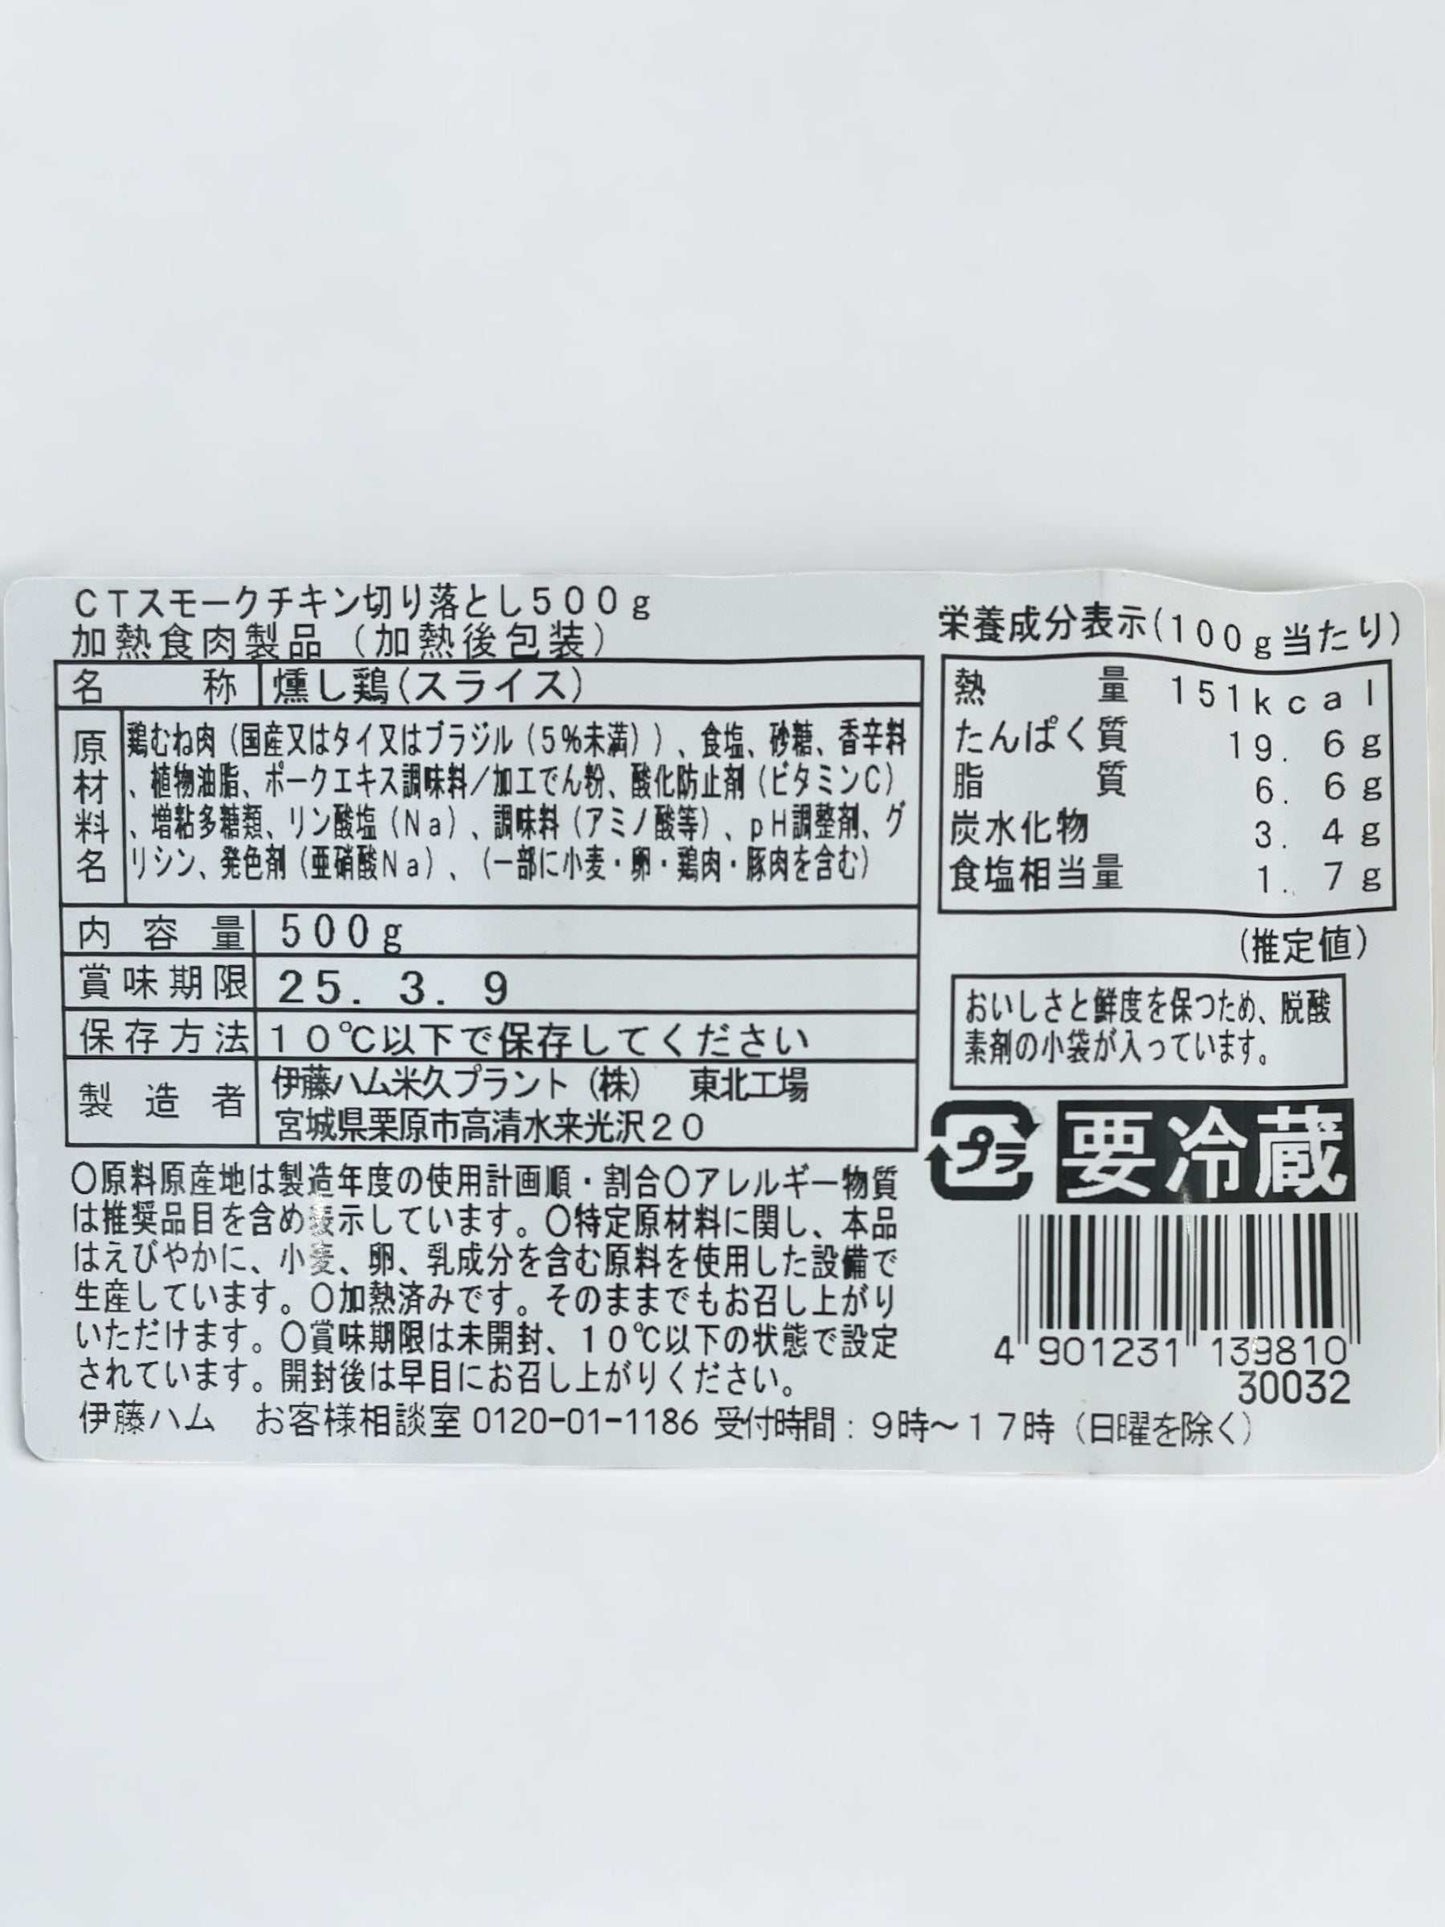 CTスモークチキン切り落とし500g
加熱食肉製品（加熱後包装）
名称 燻し鶏(スライス)
原材料名 鶏むね肉（国産又はタイ又はブラジル（5%未満））、食塩、砂糖、香辛料
、植物油脂、ポークエキス調味料／加工でん粉、酸化防止剤（ビタミンC）
、増粘多糖類、リン酸塩（Na）、調味料（アミノ酸等）、pH調整剤、グ
リシン、発色剤（亜硝酸Na）、（一部に小麦・卵・鶏肉・豚肉を含む）
内容量 500g
賞味期限 25. 3. 9
保存方法 10℃以下で保存してください
製造者 伊藤ハム米久プラント（株）　東北工場
宮城県栗原市高清水来光沢20
○原料原産地は製造年度の使用計画順・割合○アレルギー物質
は推奨品目を含め表示しています。○特定原材料に関し、本品
はえびやかに、小麦、卵、乳成分を含む原料を使用した設備で
生産しています。○加熱済みです。そのままでもお召し上がり
いただけます。○賞味期限は未開封、10℃以下の状態で設定
されています。開封後は早目にお召し上がりください。
伊藤ハム　お客様相談室 0120-01-1186 受付時間：9時～17時（日曜を除く）
栄養成分表示(100g当たり)
熱量 151kcal
たんぱく質 19. 6g
脂質 6. 6g
炭水化物 3. 4g
食塩相当量 1. 7g
(推定値)
おいしさと鮮度を保つため、脱酸
素剤の小袋が入っています。
プラ 要冷蔵
4 901231 139810
30032